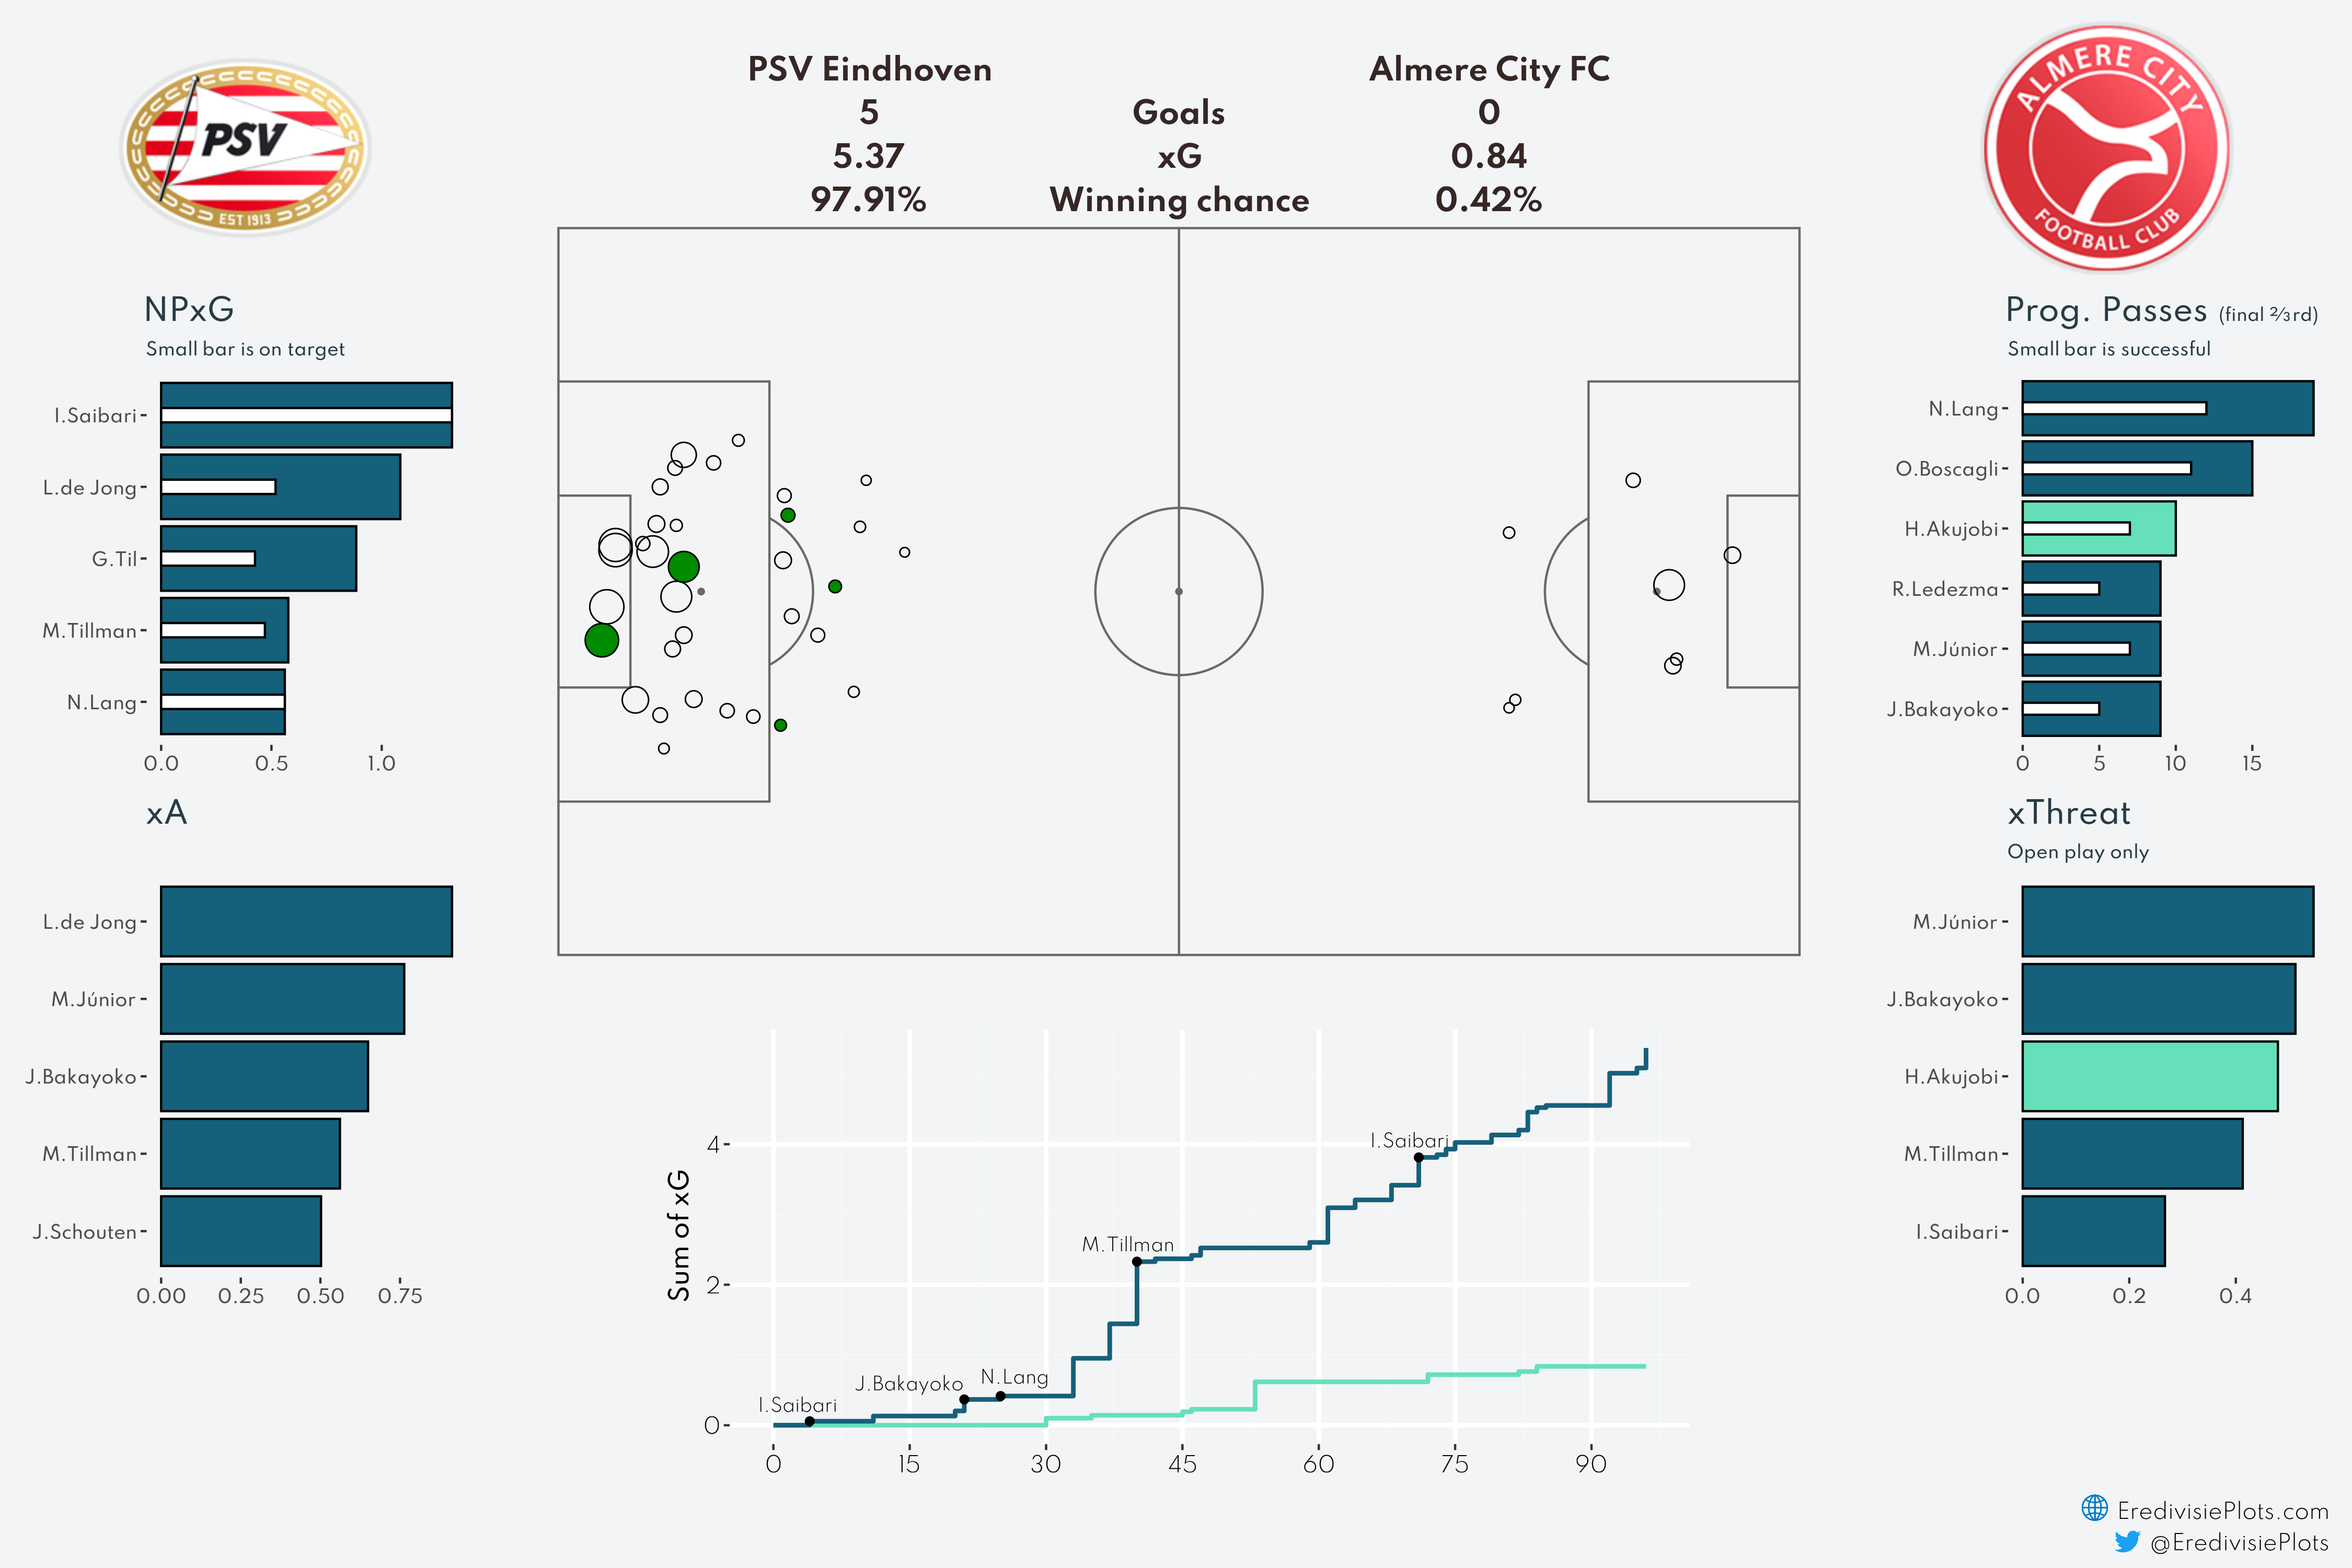 PSV Eindhoven Almere City FC
5 Goals 0
5.37 xG 0.84
97.91% Winning chance 0.42%
PSV
EST 1913
ALMERE CITY
FOOTBALL CLUB
NPxG
Small bar is on target
I.Saibari
L.de Jong
G.Til
M.Tillman
N.Lang
0.0 0.5 1.0
xA
L.de Jong
M.Júnior
J.Bakayoko
M.Tillman
J.Schouten
0.00 0.25 0.50 0.75
Sum of xG
4
2
0
I.Saibari
J.Bakayoko
N.Lang
M.Tillman
I.Saibari
0 15 30 45 60 75 90
Prog. Passes (final ⅔rd)
Small bar is successful
N.Lang
O.Boscagli
H.Akujobi
R.Ledezma
M.Júnior
J.Bakayoko
0 5 10 15
xThreat
Open play only
M.Júnior
J.Bakayoko
H.Akujobi
M.Tillman
I.Saibari
0.0 0.2 0.4
EredivisiePlots.com
@EredivisiePlots